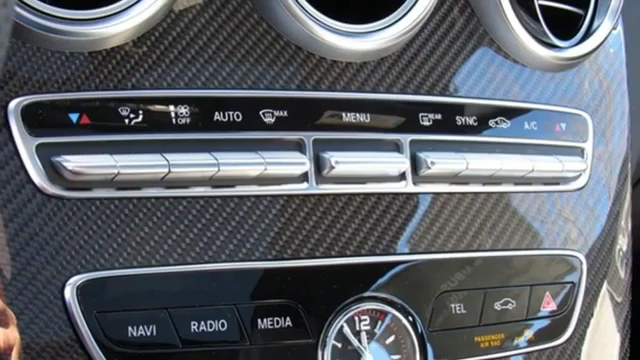 OFF AUTO MAX MENU REAR SYNC A/C
NAVI RADIO MEDIA 12 TEL
PASSENGER
AIR BAG